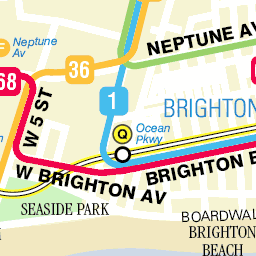 F
Neptune
Av
NEPTUNE AV
68
36
1
W 5 ST
BRIGHTON
Q
Ocean
Pkwy
W BRIGHTON AV
BRIGHTON B
SEASIDE PARK
BOARDWAL
BRIGHTON
BEACH